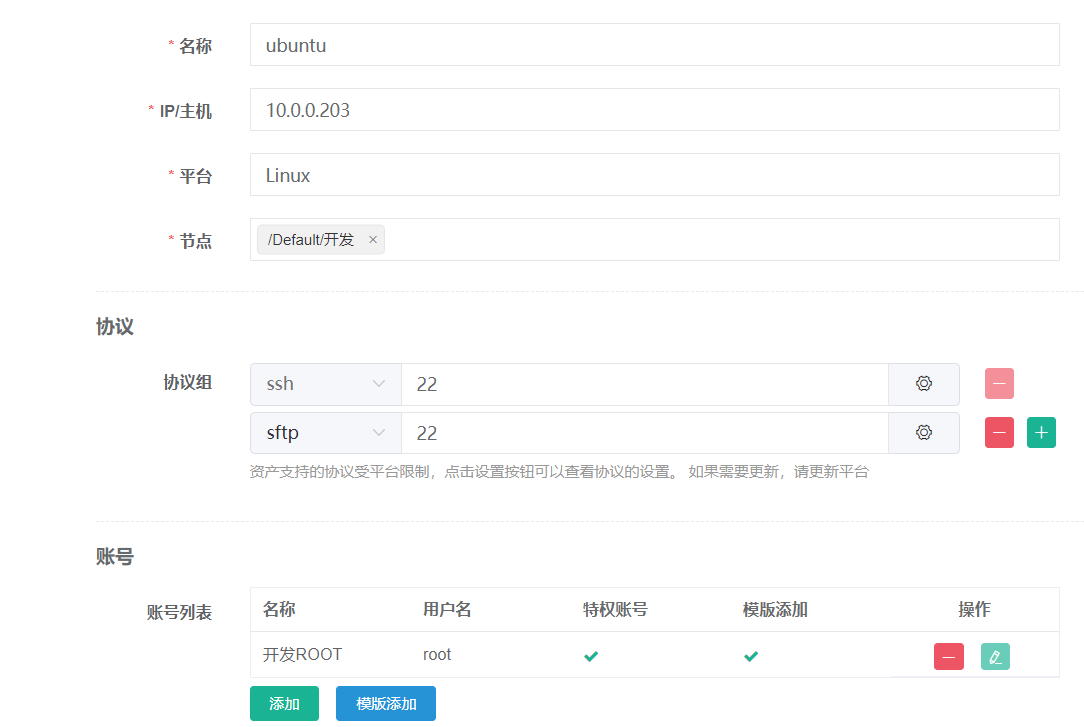 * 名称 ubuntu
* IP/主机 10.0.0.203
* 平台 Linux
* 节点 /Default/开发 ×
协议
协议组 ssh 22
sftp 22
资产支持的协议受平台限制，点击设置按钮可以查看协议的设置。 如果需要更新，请更新平台
账号
账号列表 名称 用户名 特权账号 模版添加 操作
开发ROOT root
添加 模版添加